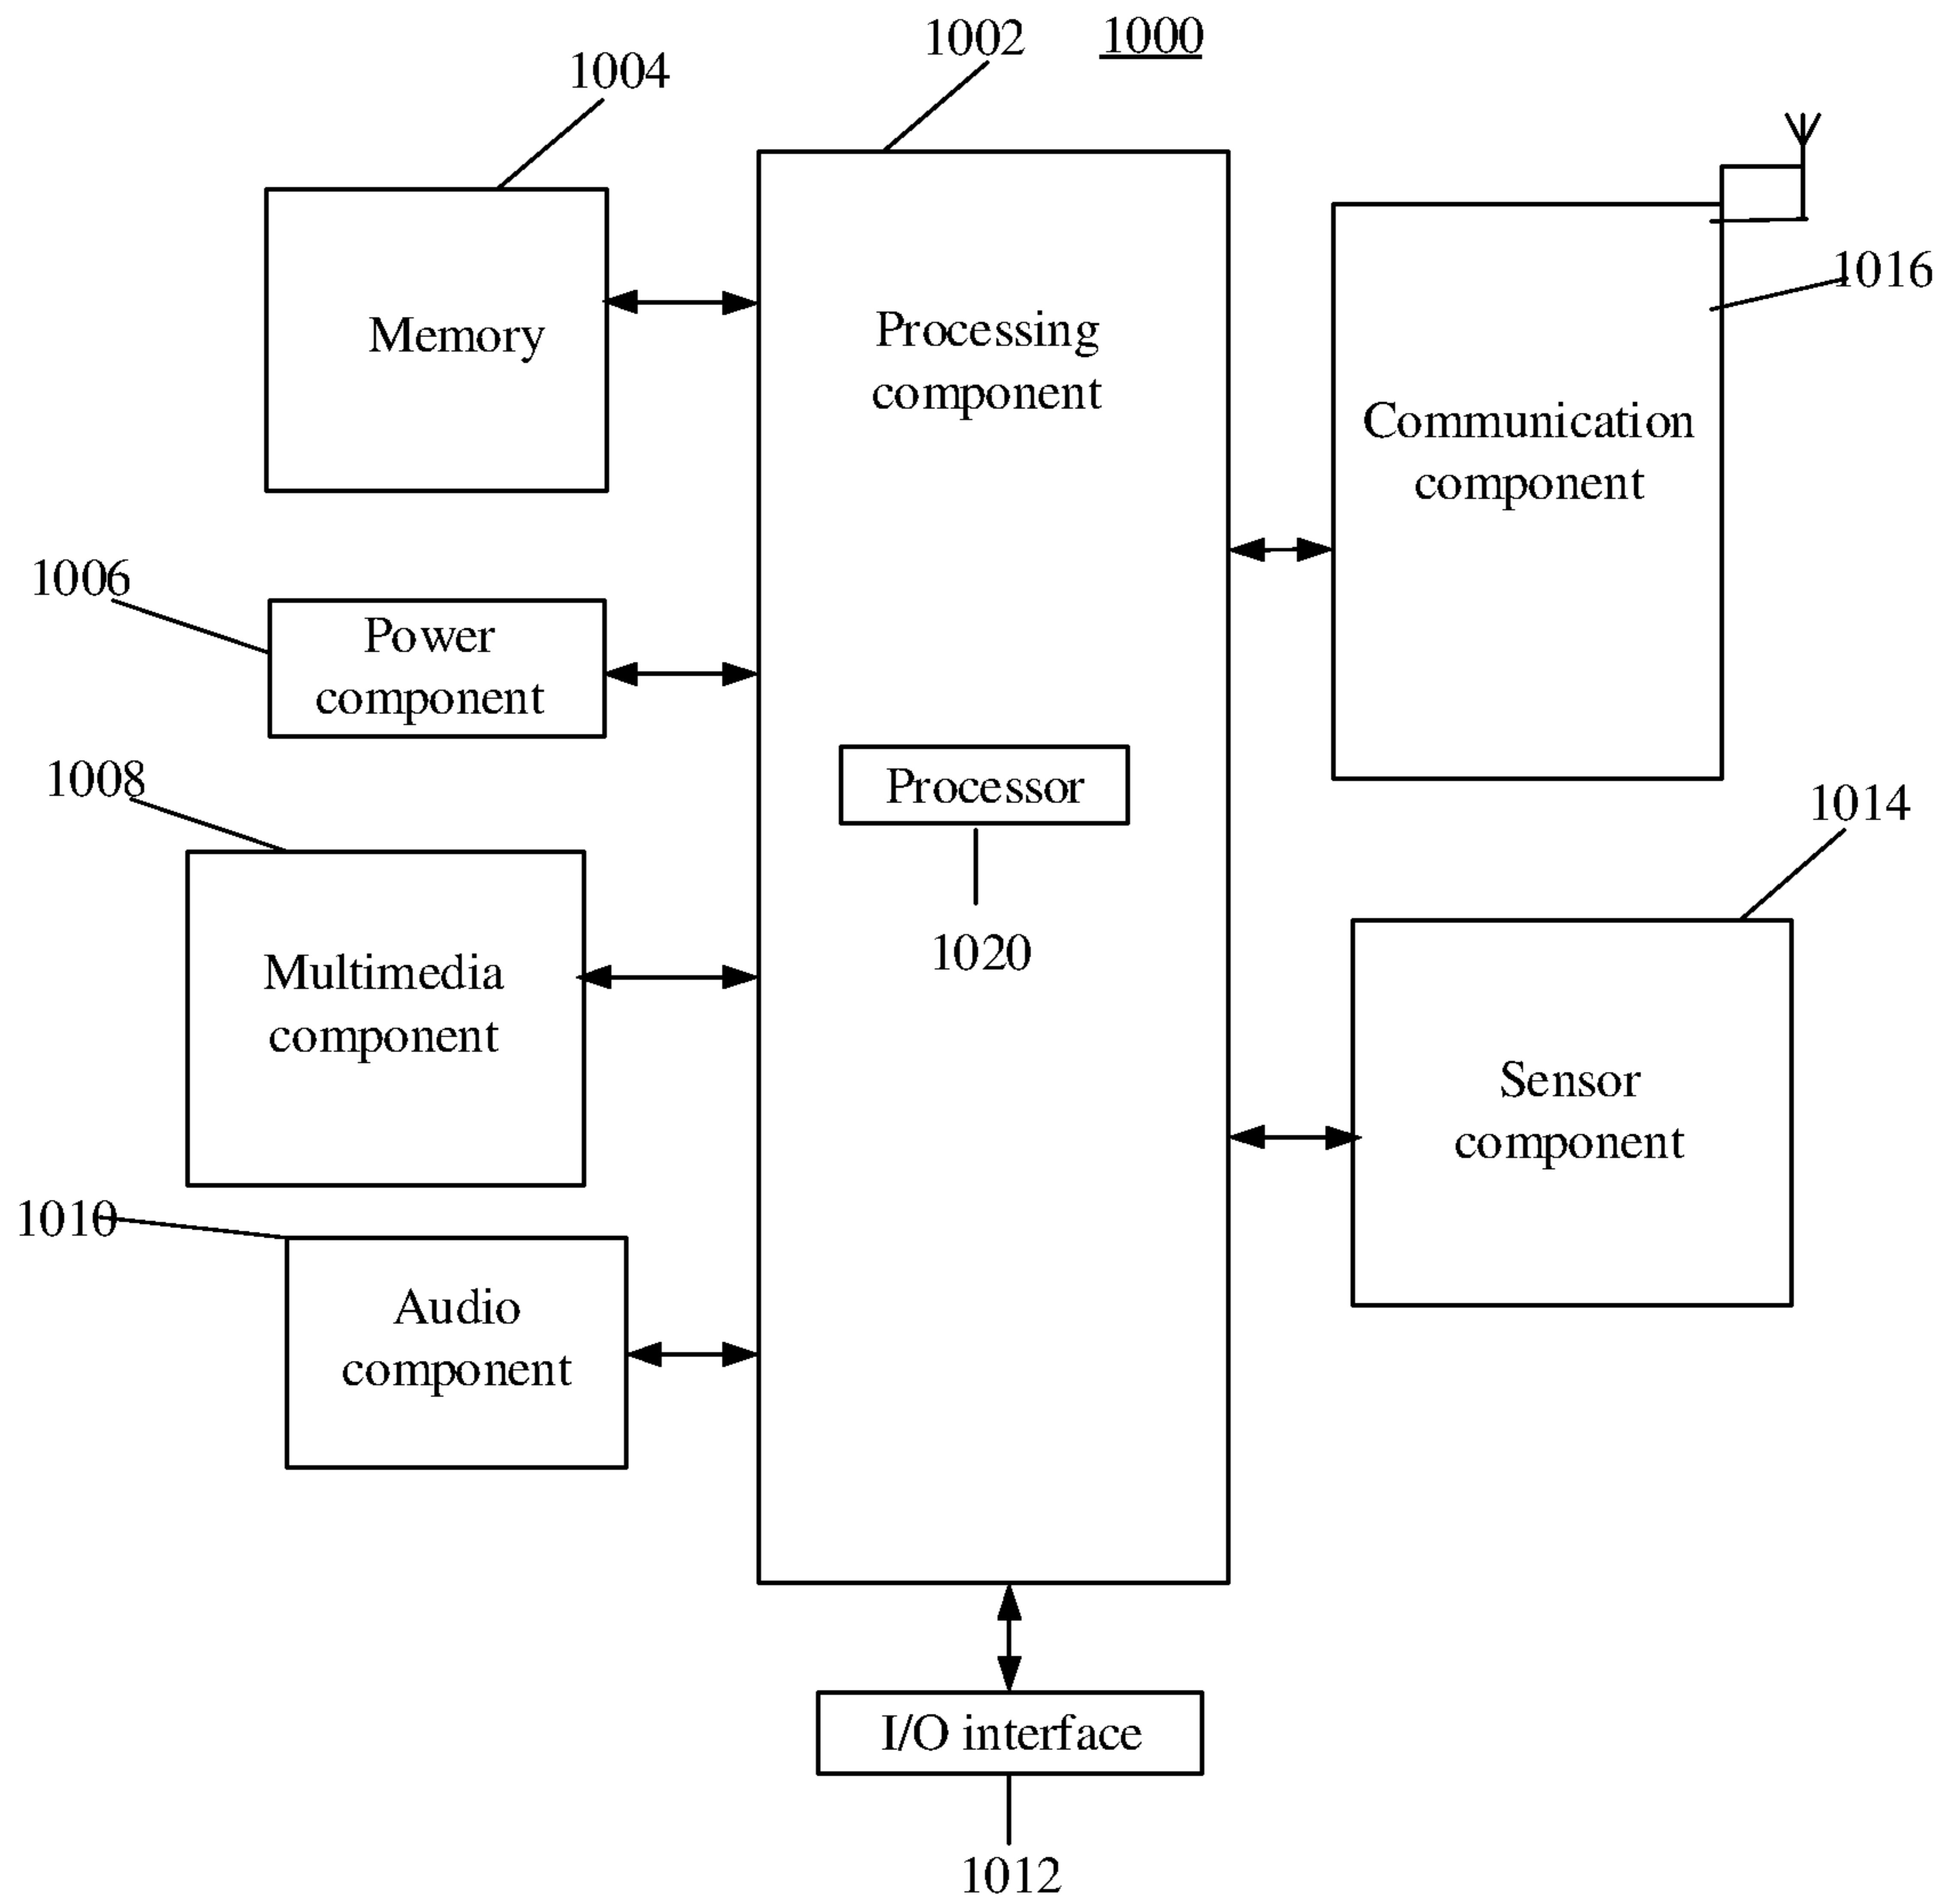 1002
1000
1004
1016
Memory
Processing
component
Communication
component
1006
Power
component
1008
Processor
1014
1020
Multimedia
component
Sensor
component
1010
Audio
component
I/O interface
1012